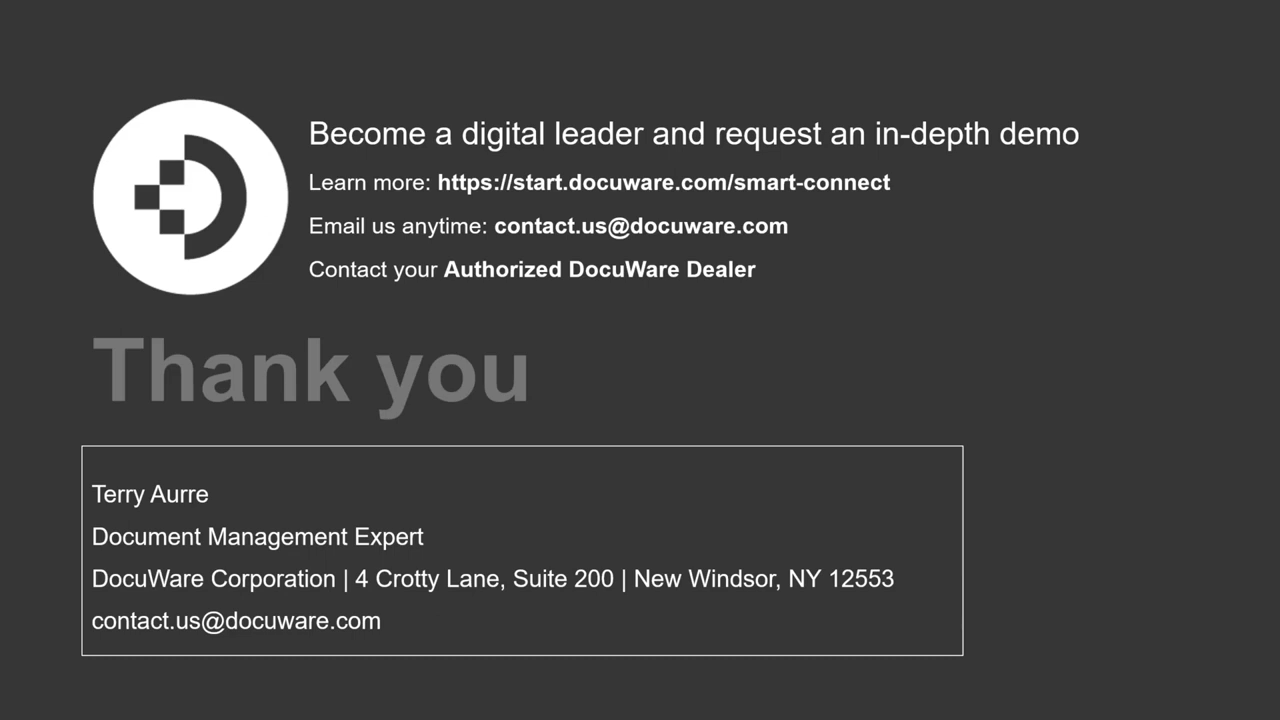 Become a digital leader and request an in-depth demo
Learn more: https://start.docuware.com/smart-connect
Email us anytime: contact.us@docuware.com
Contact your Authorized DocuWare Dealer
Thank you
Terry Aurre
Document Management Expert
DocuWare Corporation | 4 Crotty Lane, Suite 200 | New Windsor, NY 12553
contact.us@docuware.com